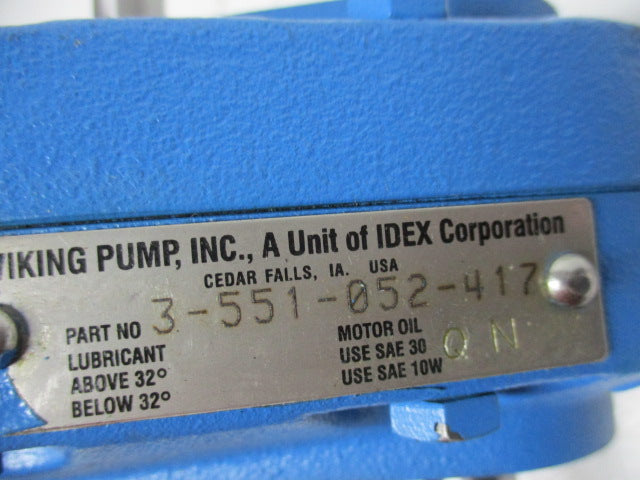 VIKING PUMP, INC., A Unit of IDEX Corporation
CEDAR FALLS, IA. USA
PART NO 3-551-052-417
LUBRICANT MOTOR OIL
ABOVE 32° USE SAE 30 Q N
BELOW 32° USE SAE 10W